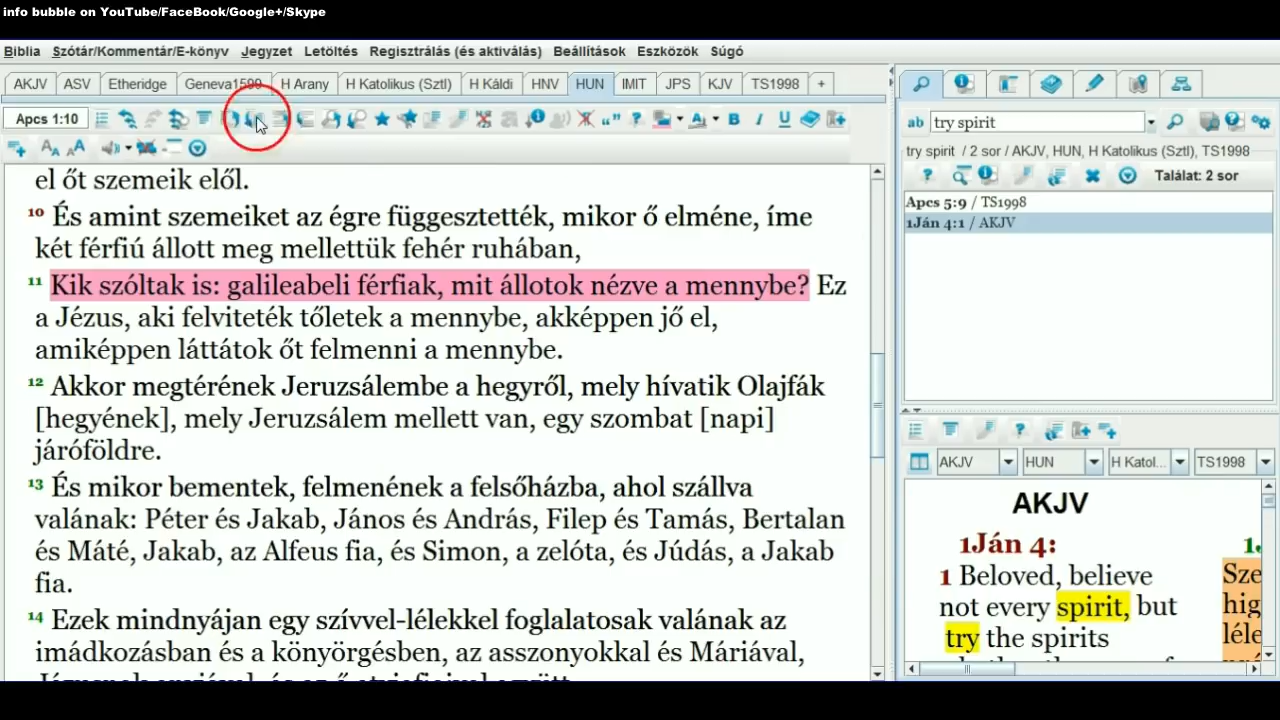 info bubble on YouTube/FaceBook/Google+/Skype
Biblia Szótár/Kommentár/E-könyv Jegyzet Letöltés Regisztrálás (és aktiválás) Beállítások Eszközök Súgó
AKJV ASV Etheridge Geneva1599 H Arany H Katolikus (Sztl) H Káldi HNV HUN IMIT JPS KJV TS1998 +
Apcs 1:10
el őt szemeik elől.
10 És amint szemeiket az égre függesztették, mikor ő elméne, íme
két férfiú állott meg mellettük fehér ruhában,
11 Kik szóltak is: galileabeli férfiak, mit állotok nézve a mennybe? Ez
a Jézus, aki felviteték tőletek a mennybe, akképpen jő el,
amiképpen láttátok őt felmenni a mennybe.
12 Akkor megtérének Jeruzsálembe a hegyről, mely hívatik Olajfák
[hegyének], mely Jeruzsálem mellett van, egy szombat [napi]
járóföldre.
13 És mikor bementek, felmenének a felsőházba, ahol szállva
valának: Péter és Jakab, János és András, Filep és Tamás, Bertalan
és Máté, Jakab, az Alfeus fia, és Simon, a zelóta, és Júdás, a Jakab
fia.
14 Ezek mindnyájan egy szívvel-lélekkel foglalatosak valának az
imádkozásban és a könyörgésben, az asszonyokkal és Máriával,
ab try spirit
try spirit / 2 sor / AKJV, HUN, H Katolikus (Sztl), TS1998
Találat: 2 sor
Apcs 5:9 / TS1998
1Ján 4:1 / AKJV
AKJV HUN H Katol... TS1998
AKJV
1Ján 4:
1 Beloved, believe
not every spirit, but
try the spirits
1.
Sze
hig
léle